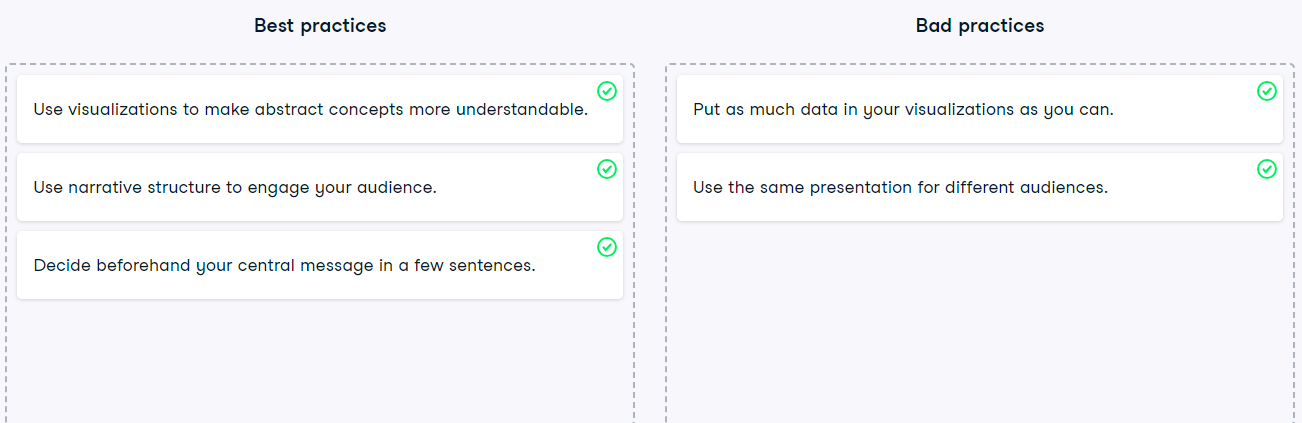 Best practices
Use visualizations to make abstract concepts more understandable.
Use narrative structure to engage your audience.
Decide beforehand your central message in a few sentences.
Bad practices
Put as much data in your visualizations as you can.
Use the same presentation for different audiences.